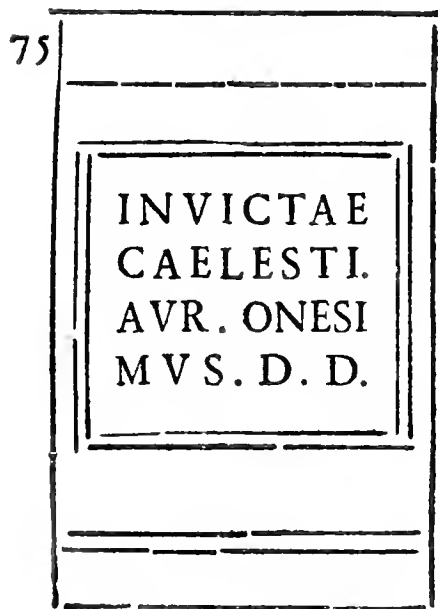 75
INVICTAE
CAELESTI.
AVR. ONESI
MVS. D. D.